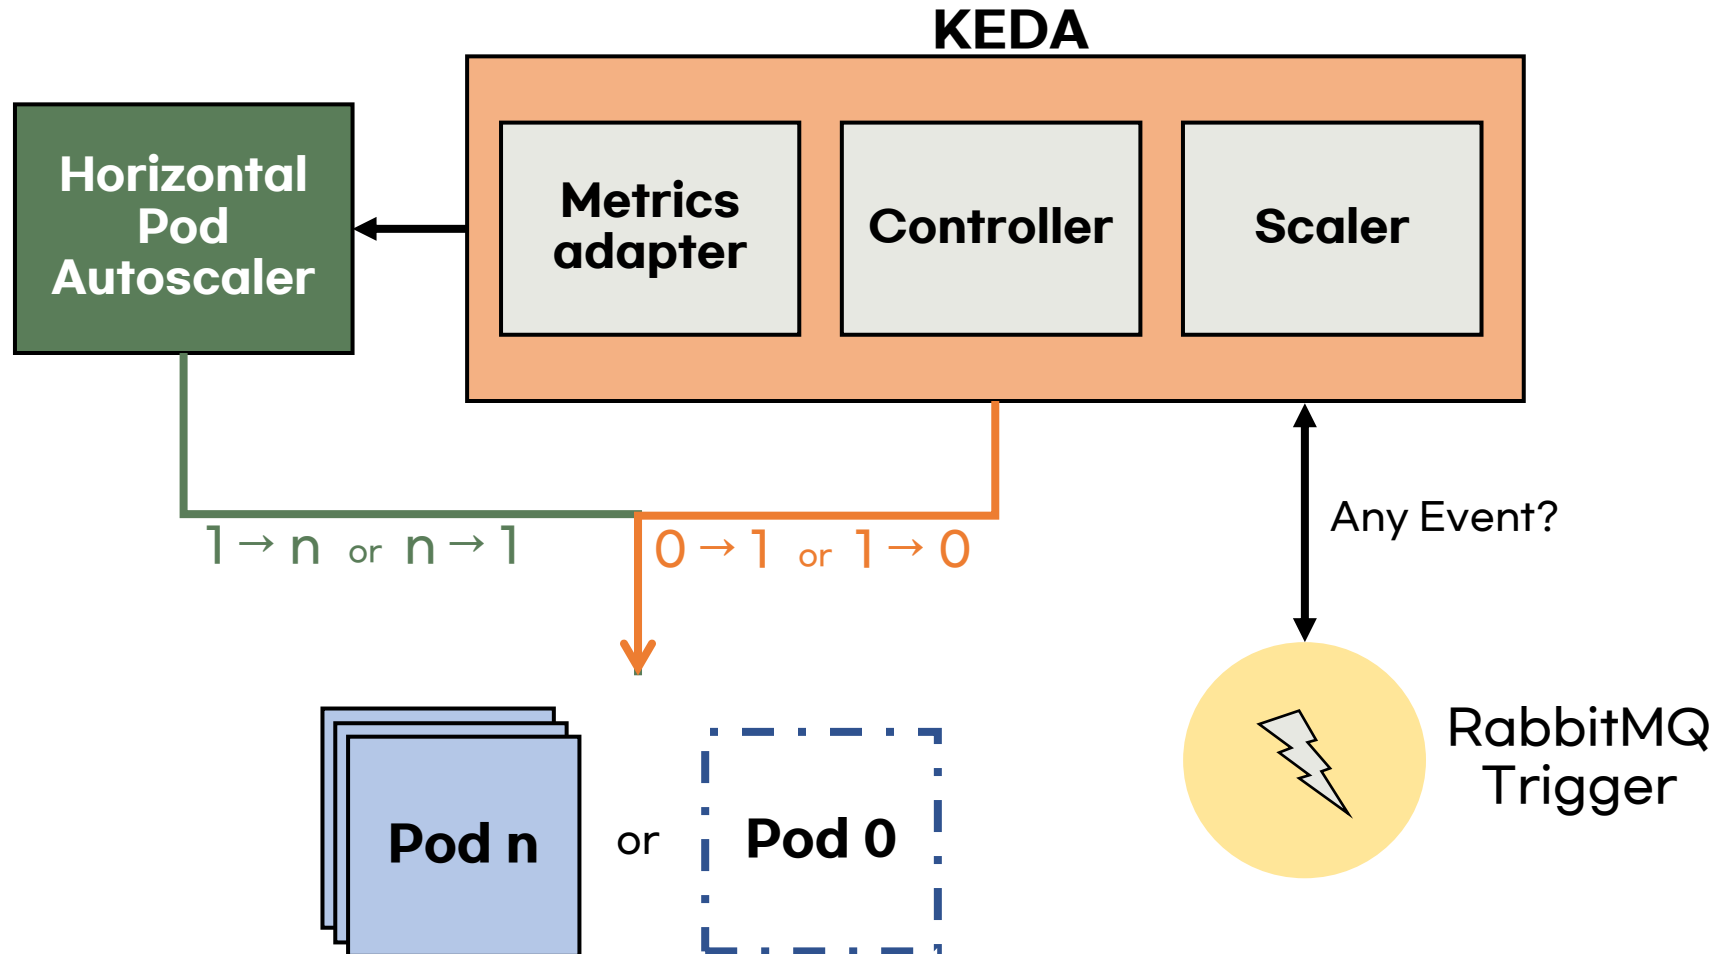 KEDA
Horizontal
Pod
Autoscaler
Metrics
adapter
Controller
Scaler
1 → n or n → 1
0 → 1 or 1 → 0
Any Event?
RabbitMQ
Trigger
Pod n
or
Pod 0